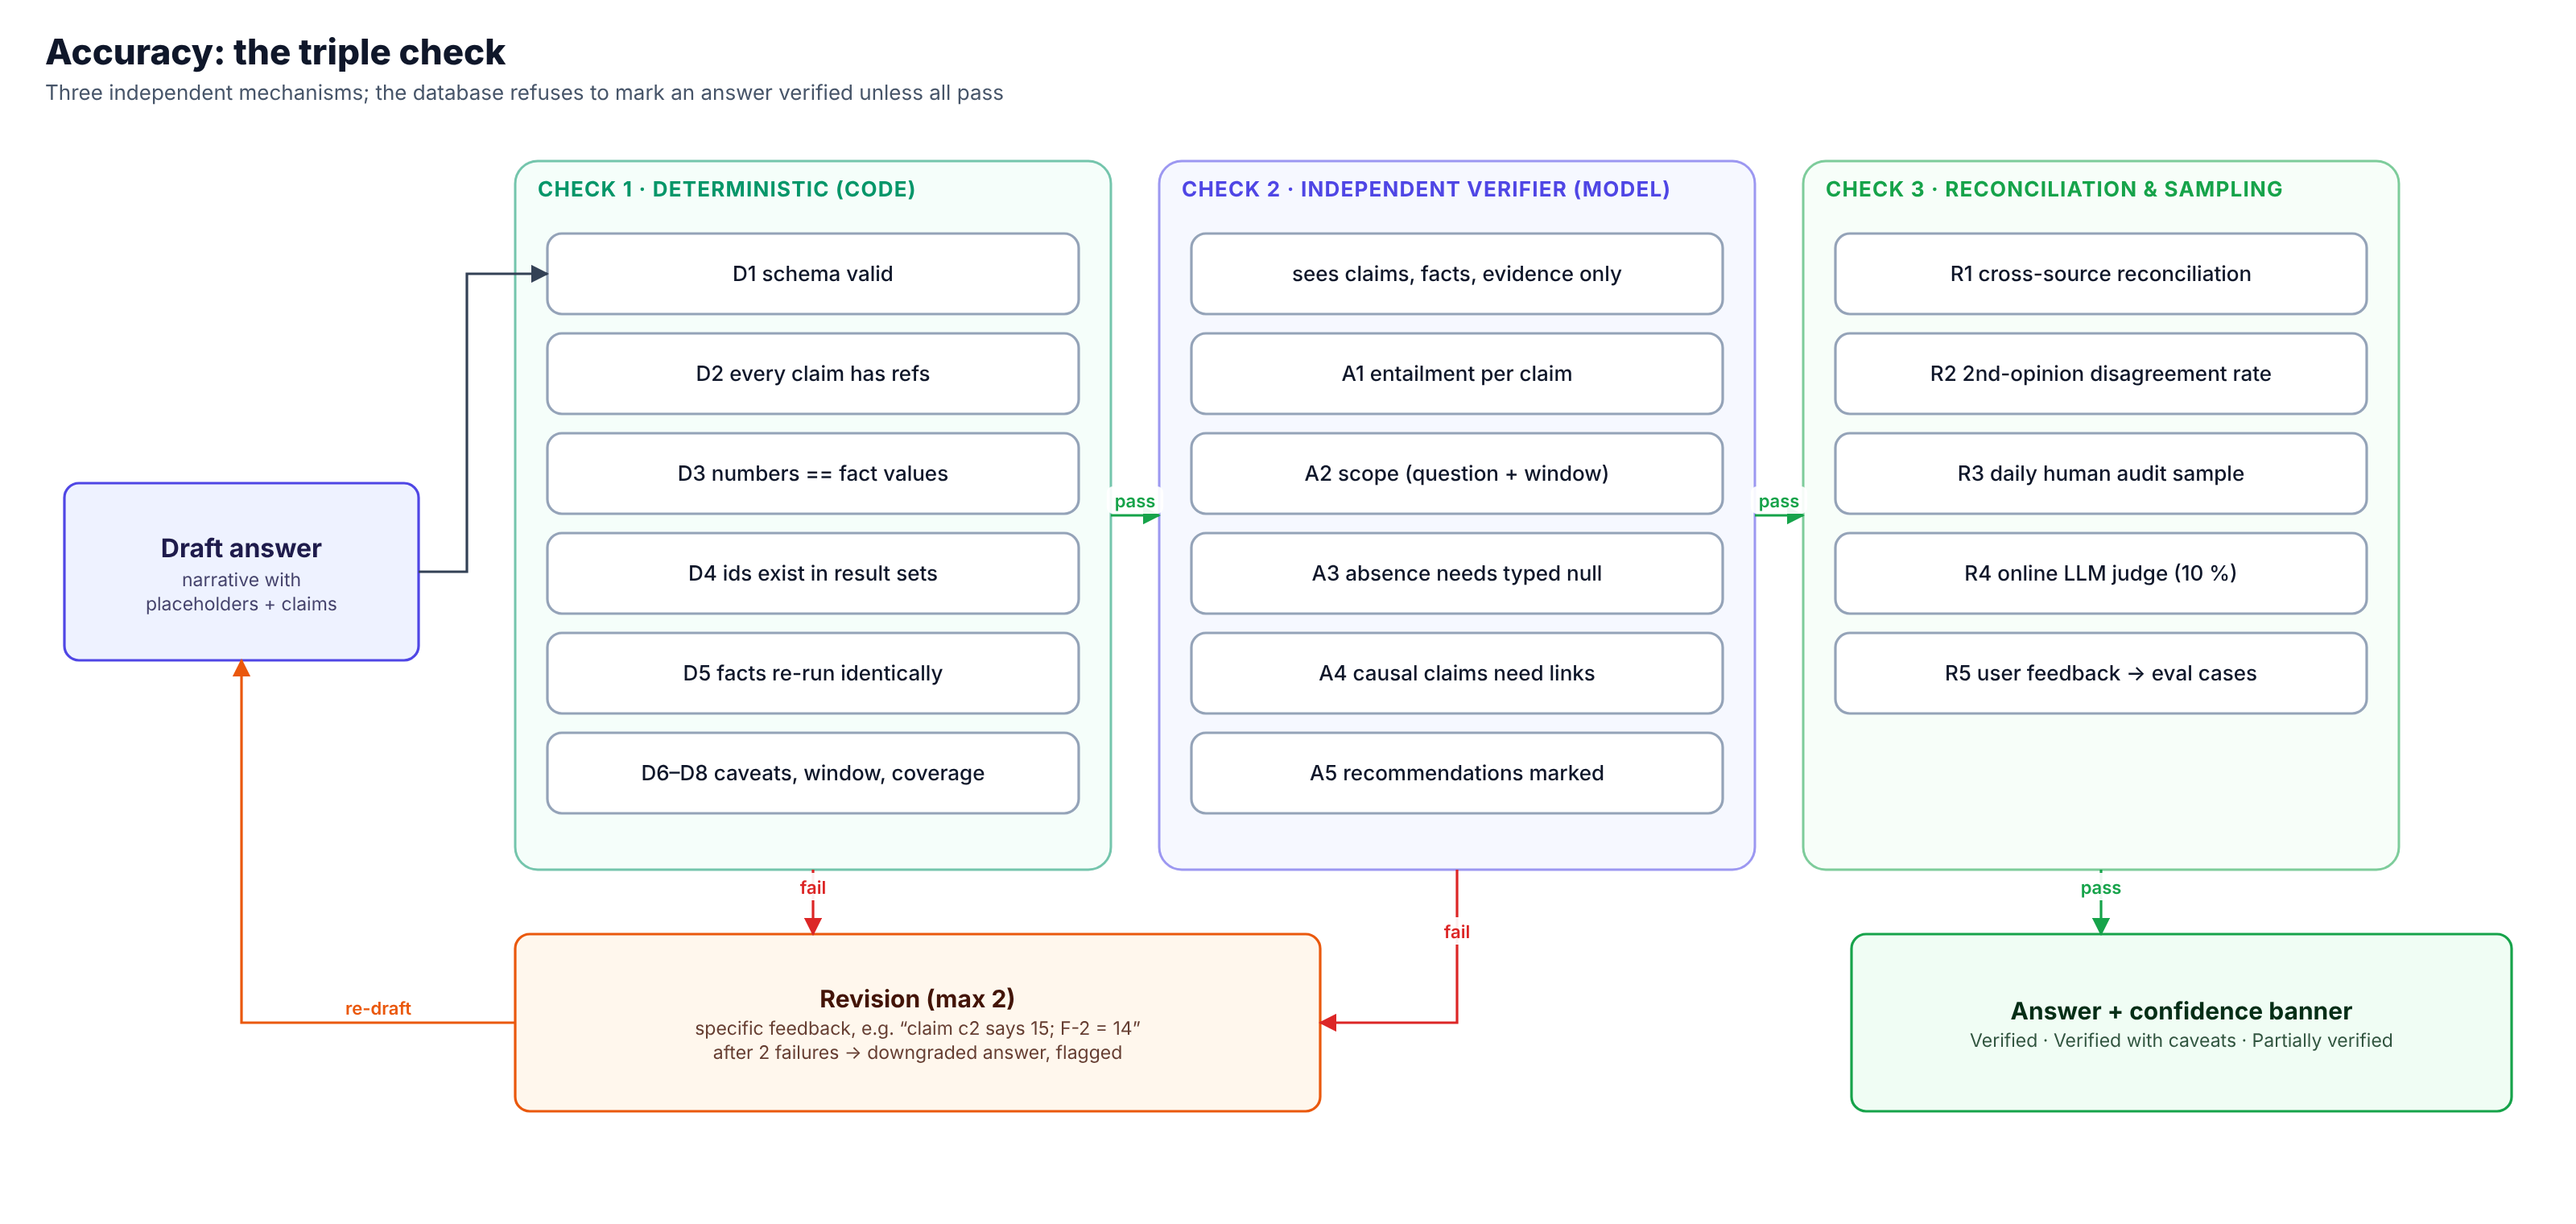 Accuracy: the triple check
Three independent mechanisms; the database refuses to mark an answer verified unless all pass
CHECK 1 · DETERMINISTIC (CODE)
D1 schema valid
D2 every claim has refs
D3 numbers == fact values
D4 ids exist in result sets
D5 facts re-run identically
D6–D8 caveats, window, coverage
pass
CHECK 2 · INDEPENDENT VERIFIER (MODEL)
sees claims, facts, evidence only
A1 entailment per claim
A2 scope (question + window)
A3 absence needs typed null
A4 causal claims need links
A5 recommendations marked
pass
CHECK 3 · RECONCILIATION & SAMPLING
R1 cross-source reconciliation
R2 2nd-opinion disagreement rate
R3 daily human audit sample
R4 online LLM judge (10 %)
R5 user feedback → eval cases
Draft answer
narrative with
placeholders + claims
fail
fail
pass
re-draft
Revision (max 2)
specific feedback, e.g. “claim c2 says 15; F-2 = 14”
after 2 failures → downgraded answer, flagged
Answer + confidence banner
Verified · Verified with caveats · Partially verified